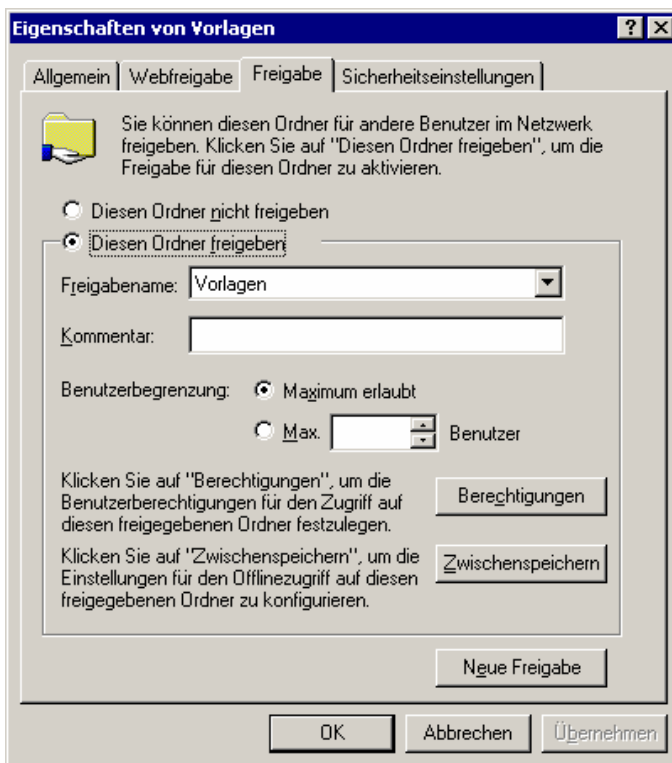 Eigenschaften von Vorlagen
Allgemein Webfreigabe Freigabe Sicherheitseinstellungen
Sie können diesen Ordner für andere Benutzer im Netzwerk
freigeben. Klicken Sie auf "Diesen Ordner freigeben", um die
Freigabe für diesen Ordner zu aktivieren.
Diesen Ordner nicht freigeben
Diesen Ordner freigeben
Freigabename: Vorlagen
Kommentar:
Benutzerbegrenzung: Maximum erlaubt
Max. Benutzer
Klicken Sie auf "Berechtigungen", um die
Benutzerberechtigungen für den Zugriff auf
diesen freigegebenen Ordner festzulegen.
Berechtigungen
Klicken Sie auf "Zwischenspeichern", um die
Einstellungen für den Offlinezugriff auf diesen
freigegebenen Ordner zu konfigurieren.
Zwischenspeichern
Neue Freigabe
OK Abbrechen Übernehmen